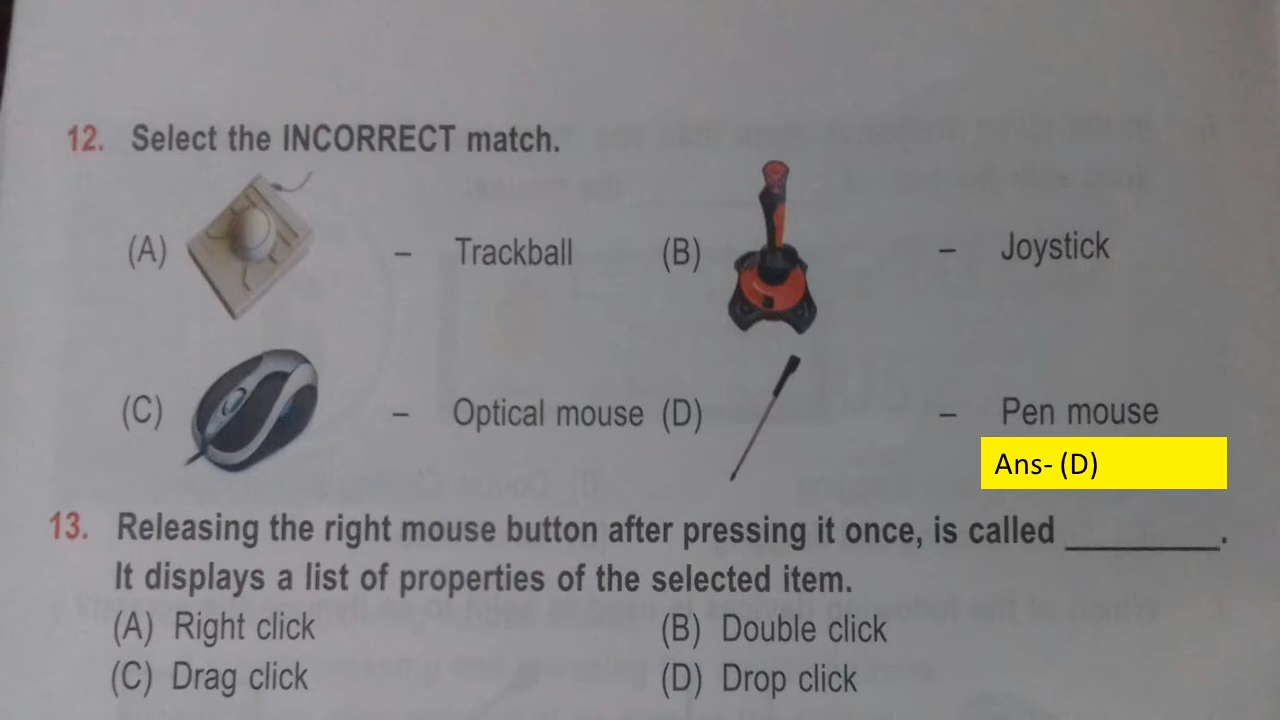 12. Select the INCORRECT match.
(A) – Trackball (B) – Joystick
(C) – Optical mouse (D) – Pen mouse
Ans- (D)
13. Releasing the right mouse button after pressing it once, is called __________.
It displays a list of properties of the selected item.
(A) Right click (B) Double click
(C) Drag click (D) Drop click